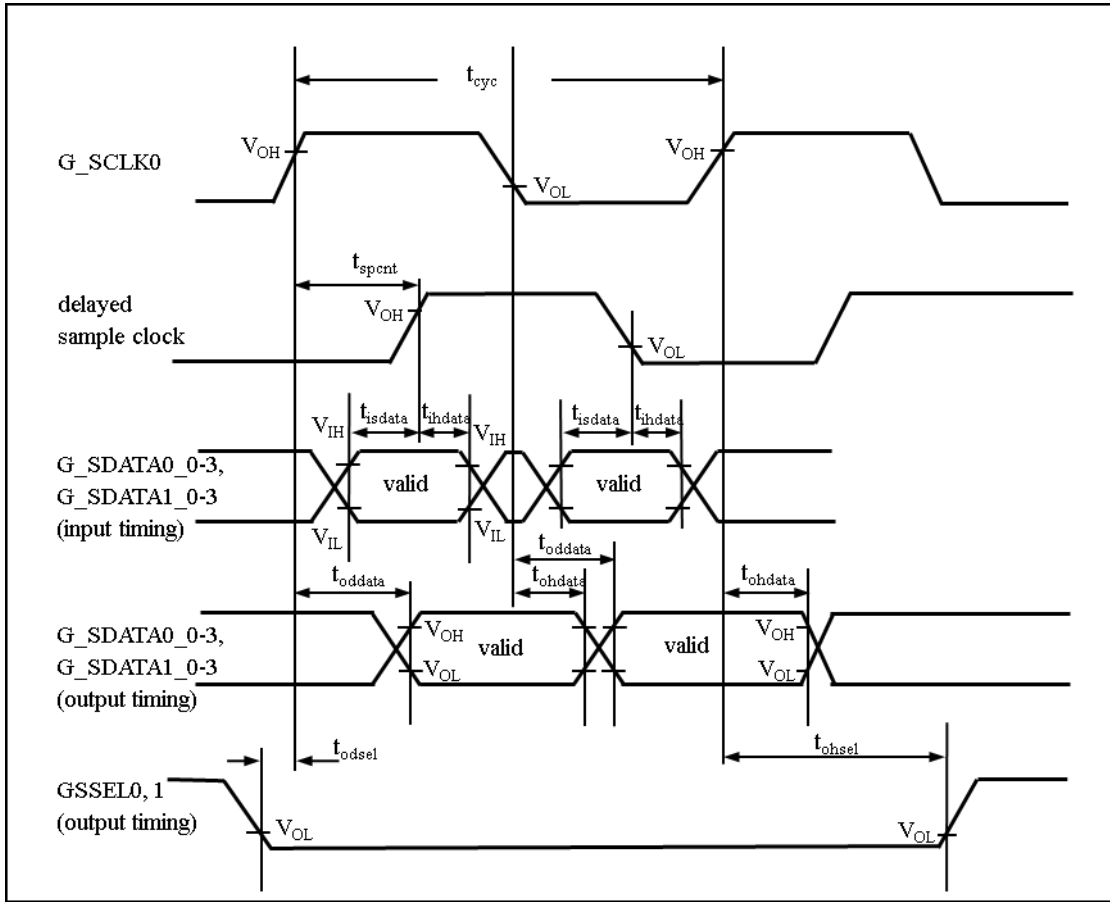 t_cyc
V_OH
V_OH
G_SCLK0
V_OL
t_spcnt
delayed
sample clock
V_OH
V_OL
t_isdata t_ihdata t_isdata t_ihdata
V_IH V_IH
G_SDATA0_0-3,
G_SDATA1_0-3
(input timing)
valid valid
V_IL V_IL
t_oddata
t_oddata t_ohdata t_ohdata
G_SDATA0_0-3,
G_SDATA1_0-3
(output timing)
V_OH valid valid V_OH
V_OL V_OL
t_odsel t_ohsel
GSSEL0, 1
(output timing)
V_OL V_OL